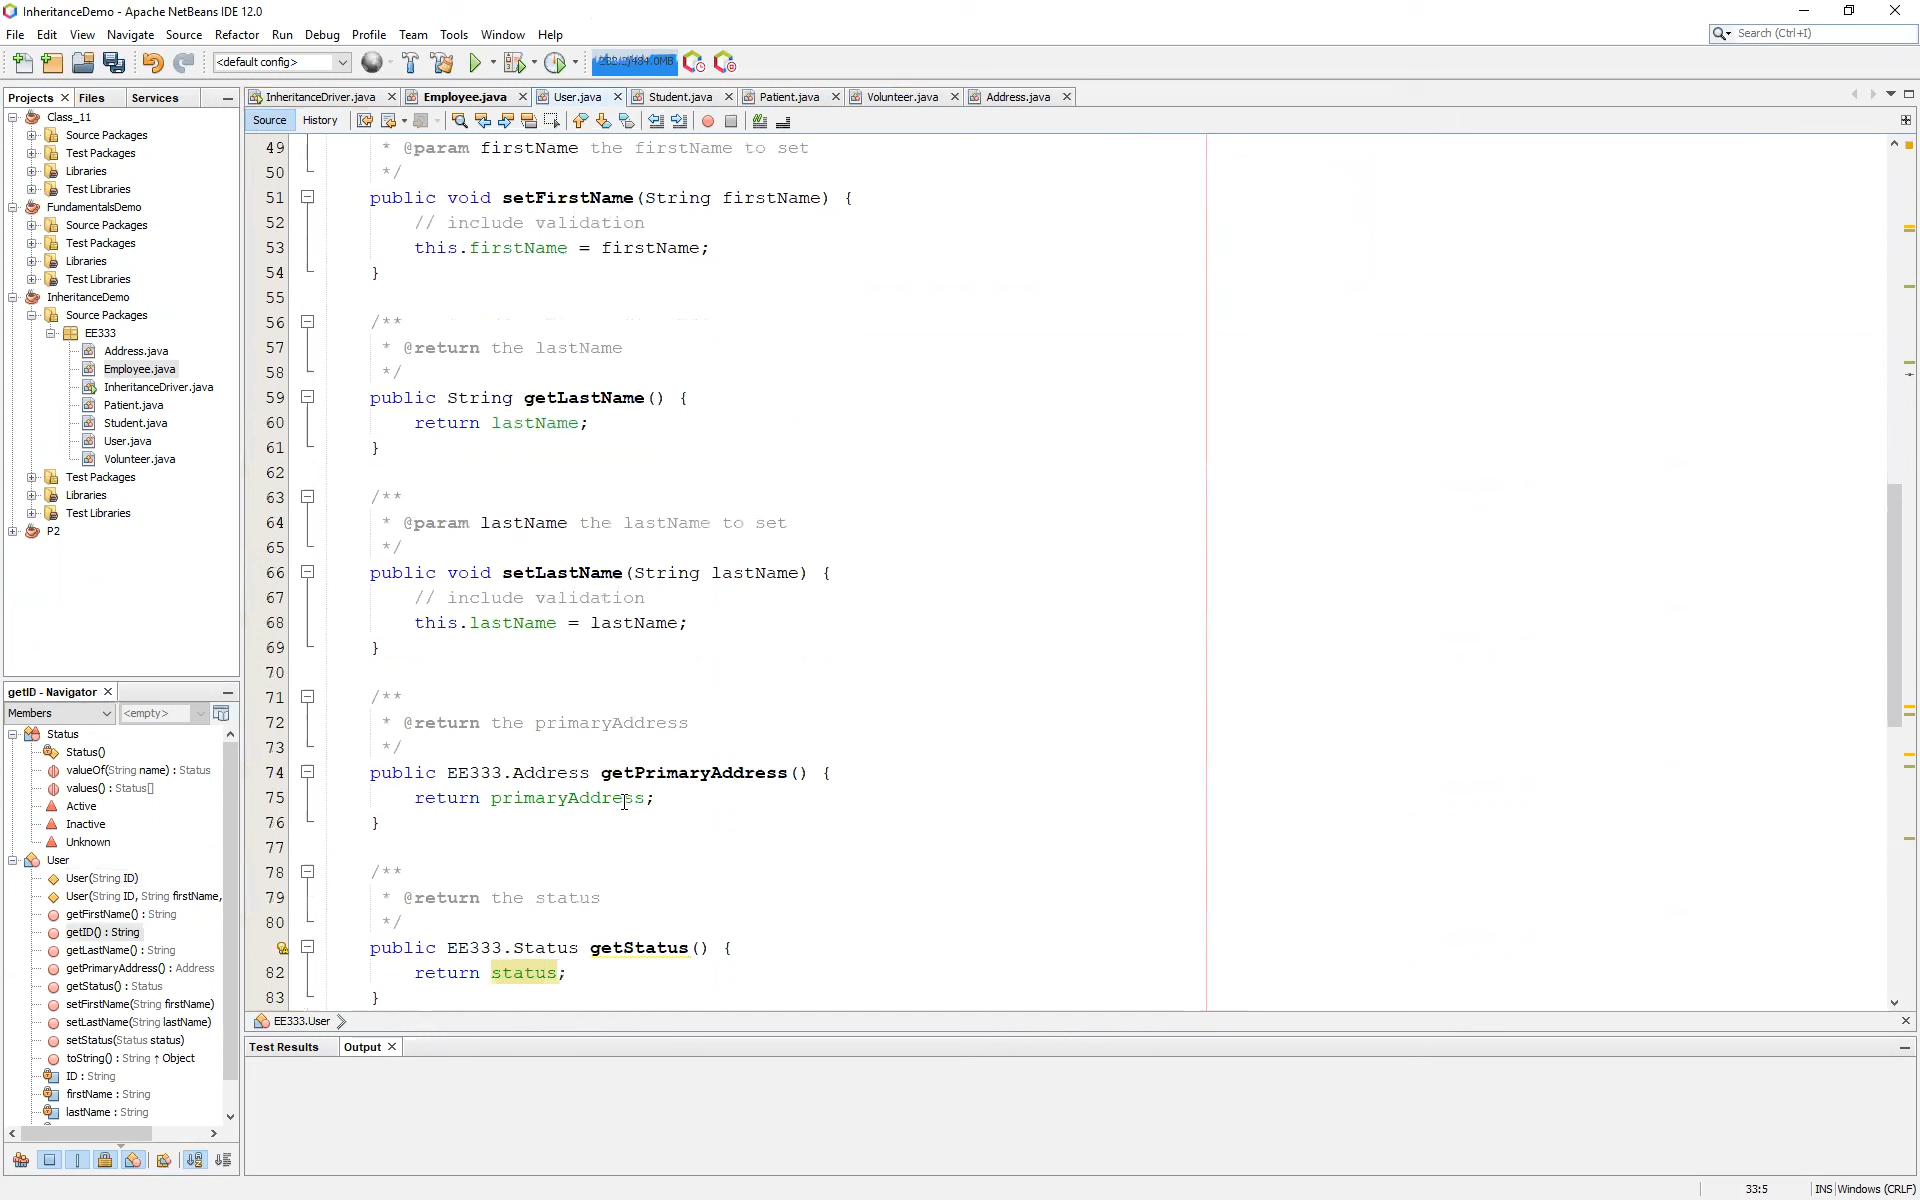 InheritanceDemo - Apache NetBeans IDE 12.0
File Edit View Navigate Source Refactor Run Debug Profile Team Tools Window Help
Search (Ctrl+I)
<default config>
Projects Files Services
InheritanceDriver.java Employee.java User.java Student.java Patient.java Volunteer.java Address.java
Source History
Class_11
Source Packages
Test Packages
Libraries
Test Libraries
FundamentalsDemo
Source Packages
Test Packages
Libraries
Test Libraries
InheritanceDemo
Source Packages
EE333
Address.java
Employee.java
InheritanceDriver.java
Patient.java
Student.java
User.java
Volunteer.java
Test Packages
Libraries
Test Libraries
P2
getID - Navigator
Members <empty>
Status
Status()
valueOf(String name) : Status
values() : Status[]
Active
Inactive
Unknown
User
User(String ID)
User(String ID, String firstName,
getFirstName() : String
getID() : String
getLastName() : String
getPrimaryAddress() : Address
getStatus() : Status
setFirstName(String firstName)
setLastName(String lastName)
setStatus(Status status)
toString() : String ↑ Object
ID : String
firstName : String
lastName : String
49 * @param firstName the firstName to set
50 */
51 public void setFirstName(String firstName) {
52 // include validation
53 this.firstName = firstName;
54 }
55
56 /**
57 * @return the lastName
58 */
59 public String getLastName() {
60 return lastName;
61 }
62
63 /**
64 * @param lastName the lastName to set
65 */
66 public void setLastName(String lastName) {
67 // include validation
68 this.lastName = lastName;
69 }
70
71 /**
72 * @return the primaryAddress
73 */
74 public EE333.Address getPrimaryAddress() {
75 return primaryAddress;
76 }
77
78 /**
79 * @return the status
80 */
public EE333.Status getStatus() {
82 return status;
83 }
EE333.User
Test Results Output
33:5 INS Windows (CRLF)